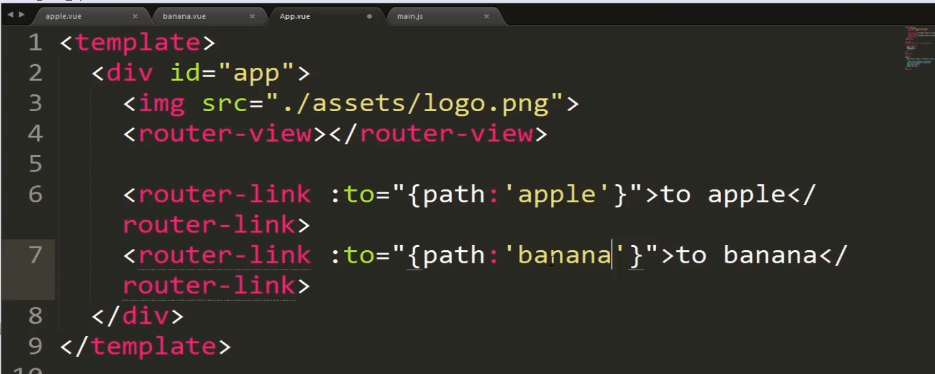 apple.vue × banana.vue × App.vue main.js ×
1 <template>
2 <div id="app">
3 <img src="./assets/logo.png">
4 <router-view></router-view>
5
6 <router-link :to="{path:'apple'}">to apple</
router-link>
7 <router-link :to="{path:'banana'}">to banana</
router-link>
8 </div>
9 </template>
10